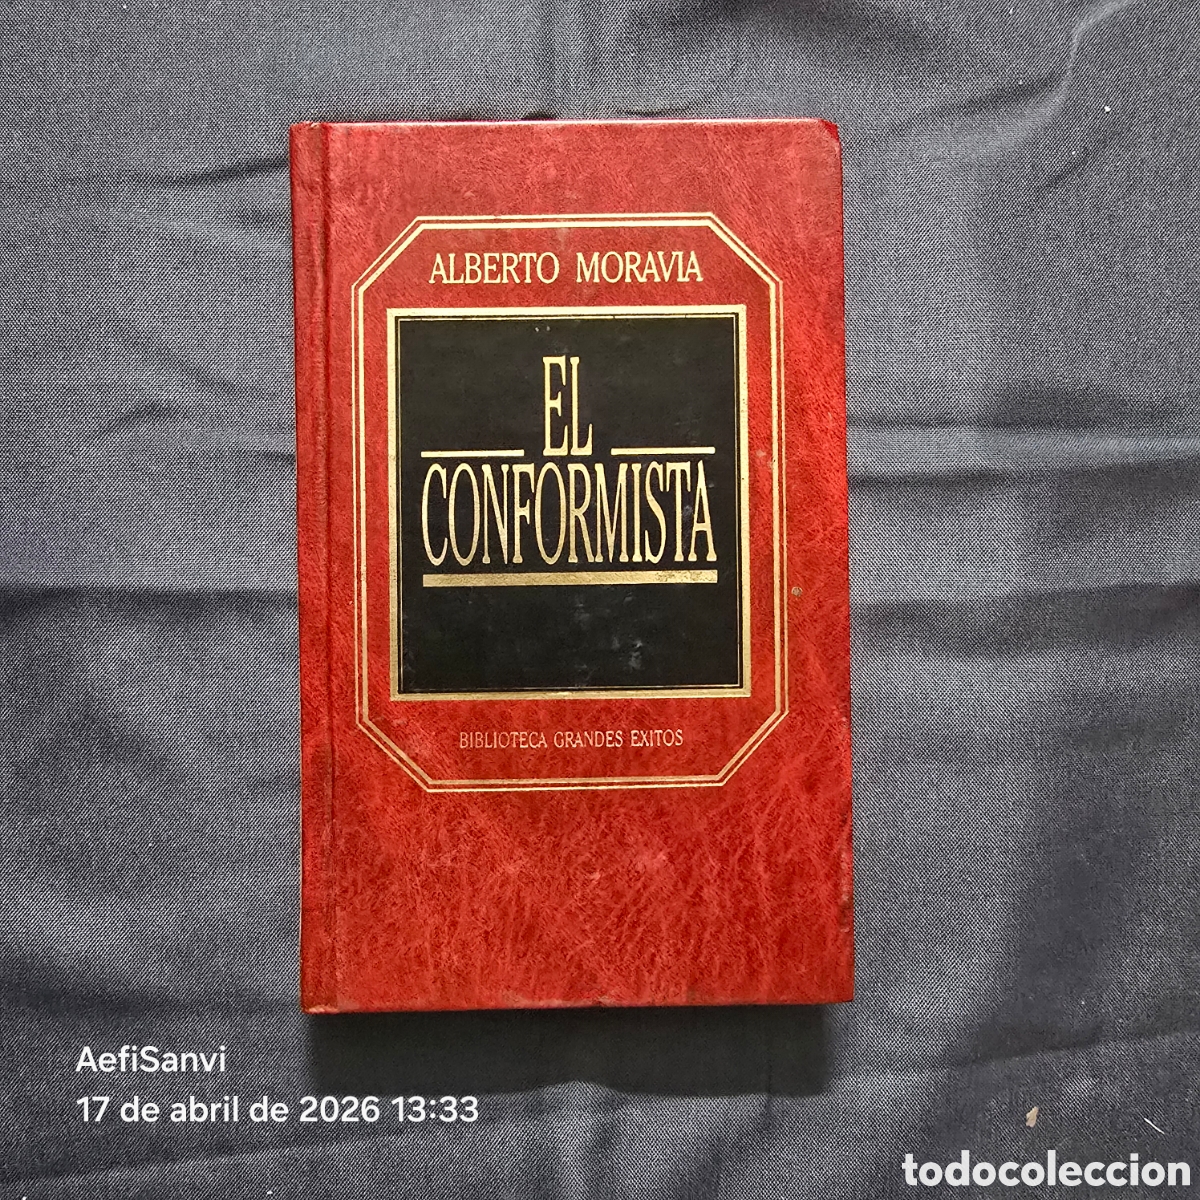 ALBERTO MORAVIA
EL
CONFORMISTA
BIBLIOTECA GRANDES EXITOS
AefiSanvi
17 de abril de 2026 13:33
todocoleccion